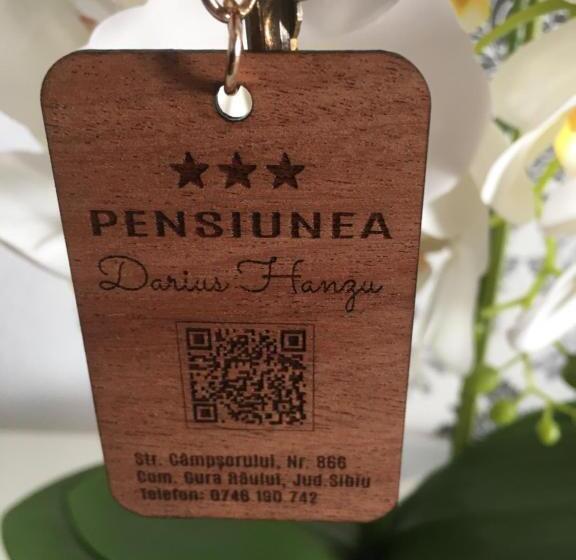 PENSIUNEA
Darius Hanzu
Str. Câmpșorului, Nr. 866
Com. Gura Râului, Jud.Sibiu
Telefon: 0746 190 742